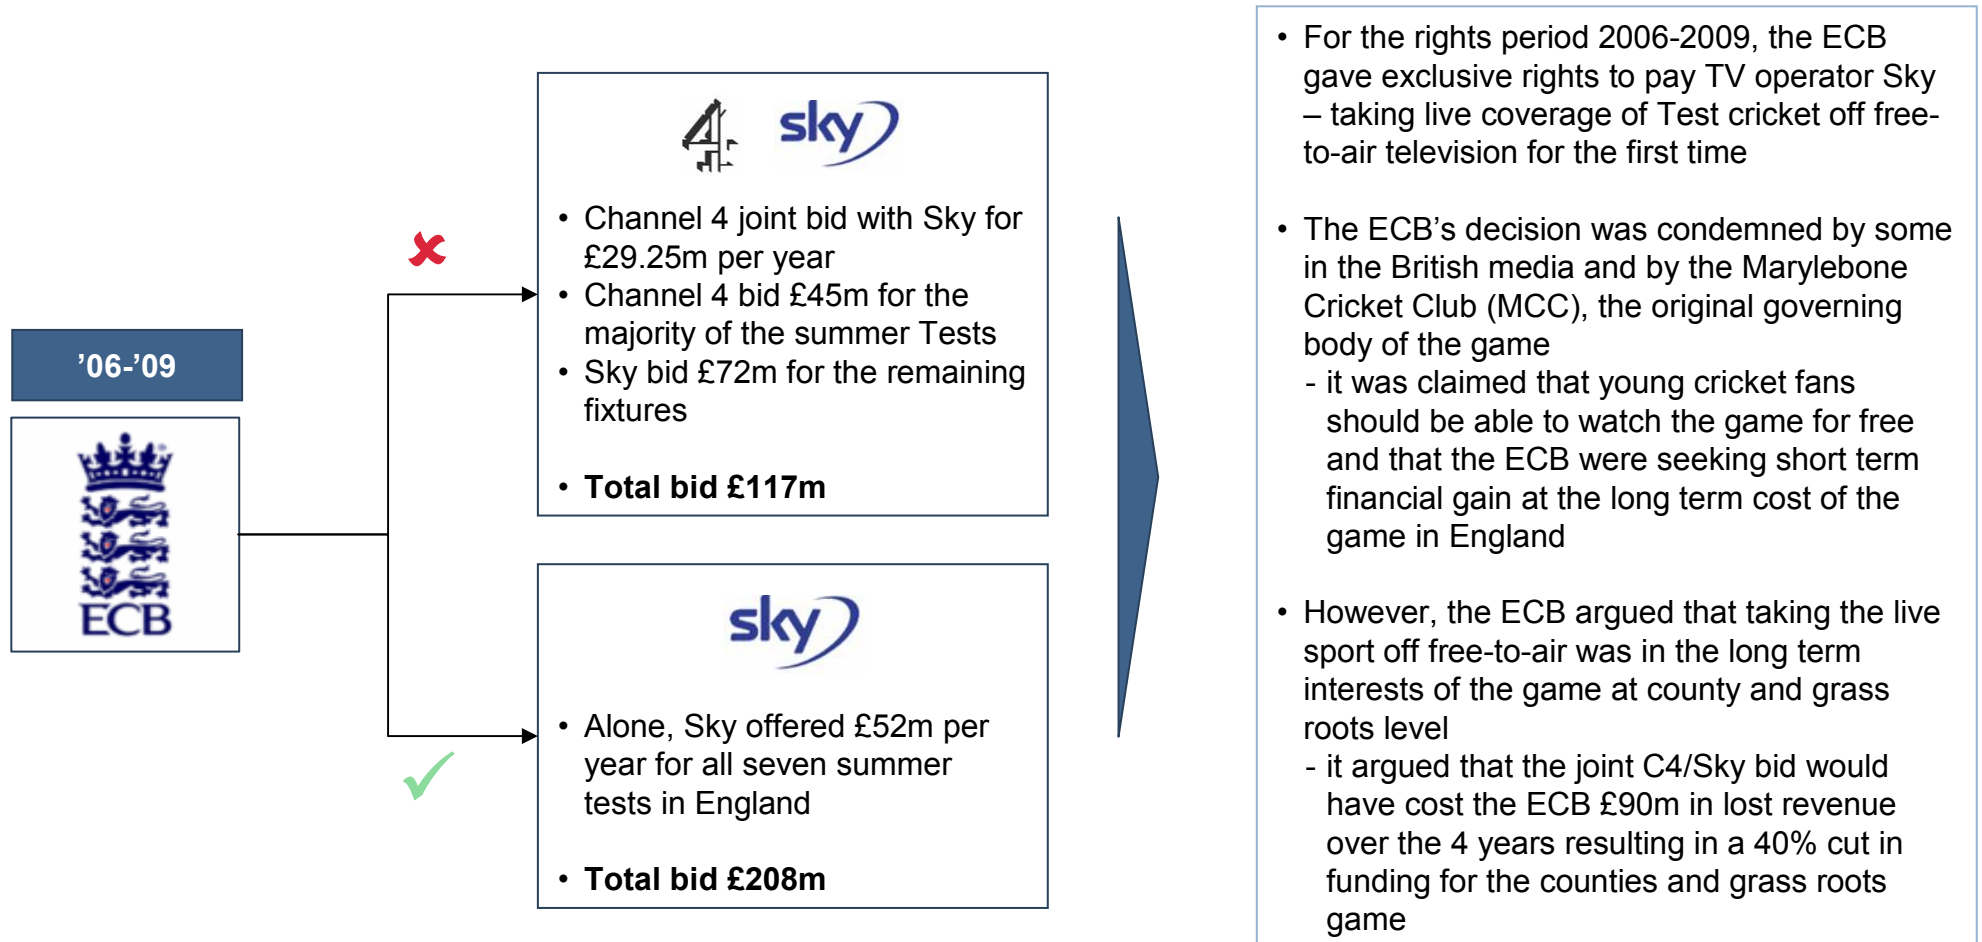 ’06-’09
ECB
4 sky
• Channel 4 joint bid with Sky for
£29.25m per year
• Channel 4 bid £45m for the
majority of the summer Tests
• Sky bid £72m for the remaining
fixtures
• Total bid £117m
sky
• Alone, Sky offered £52m per
year for all seven summer
tests in England
• Total bid £208m
• For the rights period 2006-2009, the ECB
gave exclusive rights to pay TV operator Sky
– taking live coverage of Test cricket off free-
to-air television for the first time
• The ECB’s decision was condemned by some
in the British media and by the Marylebone
Cricket Club (MCC), the original governing
body of the game
- it was claimed that young cricket fans
should be able to watch the game for free
and that the ECB were seeking short term
financial gain at the long term cost of the
game in England
• However, the ECB argued that taking the live
sport off free-to-air was in the long term
interests of the game at county and grass
roots level
- it argued that the joint C4/Sky bid would
have cost the ECB £90m in lost revenue
over the 4 years resulting in a 40% cut in
funding for the counties and grass roots
game